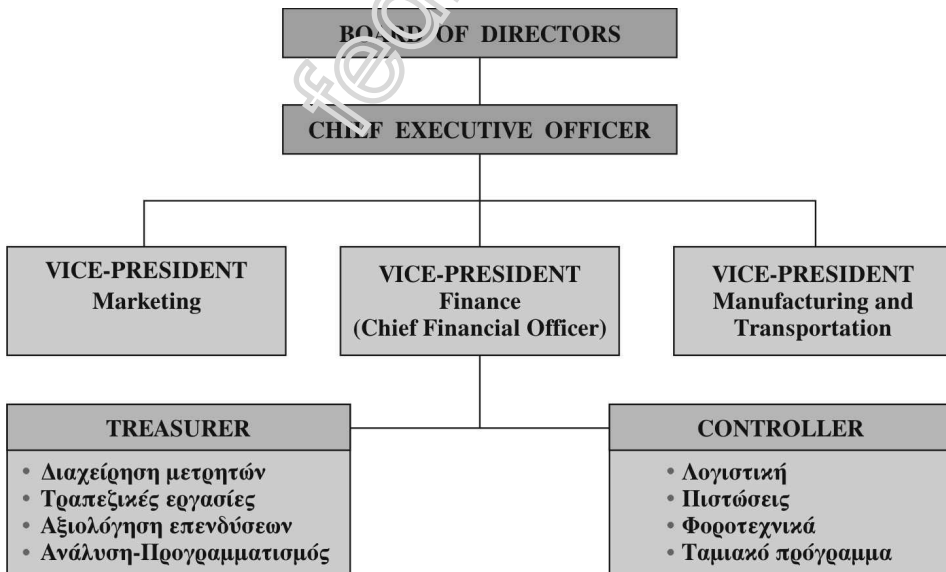 BOARD OF DIRECTORS
CHIEF EXECUTIVE OFFICER
VICE-PRESIDENT
Marketing
VICE-PRESIDENT
Finance
(Chief Financial Officer)
VICE-PRESIDENT
Manufacturing and
Transportation
TREASURER
• Διαχείρηση μετρητών
• Τραπεζικές εργασίες
• Αξιολόγηση επενδύσεων
• Ανάλυση-Προγραμματισμός
CONTROLLER
• Λογιστική
• Πιστώσεις
• Φοροτεχνικά
• Ταμιακό πρόγραμμα